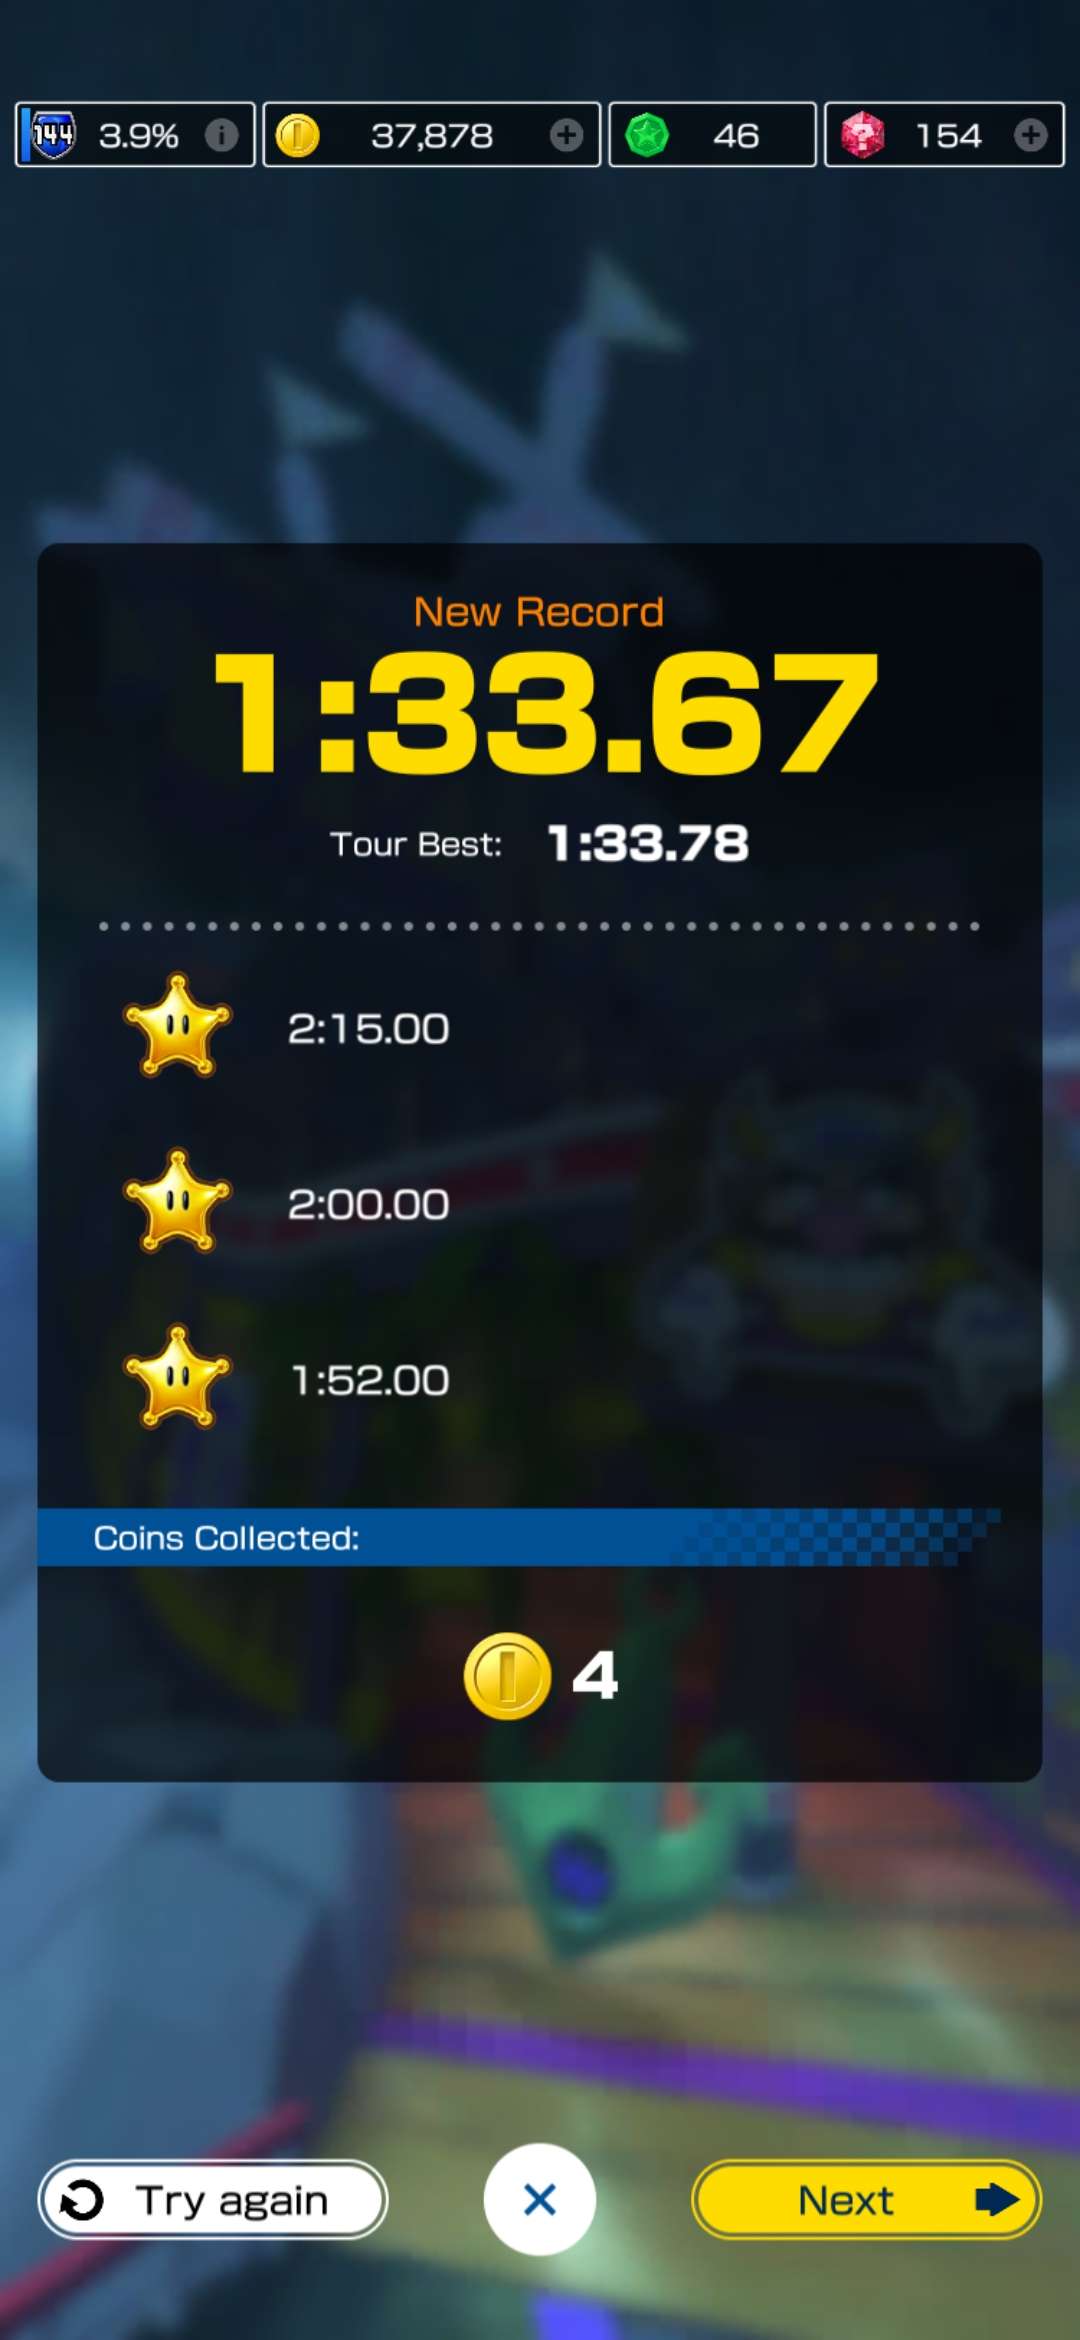 144 3.9% i 37,878 + 46 ? 154 +
New Record
1:33.67
Tour Best: 1:33.78
2:15.00
2:00.00
1:52.00
Coins Collected:
4
Try again × Next